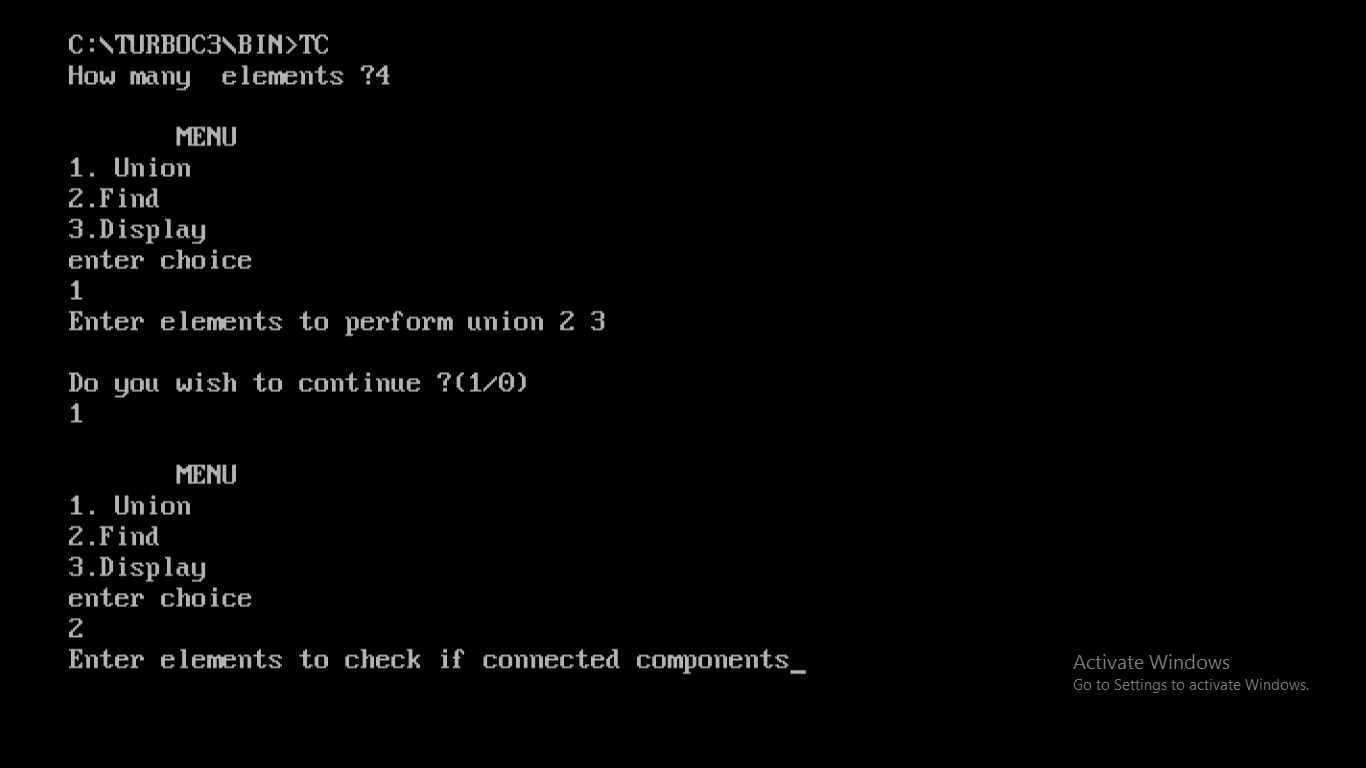 C:\TURBOC3\BIN>TC
How many  elements ?4
MENU
1. Union
2.Find
3.Display
enter choice
1
Enter elements to perform union 2 3
Do you wish to continue ?(1/0)
1
MENU
1. Union
2.Find
3.Display
enter choice
2
Enter elements to check if connected components_
Activate Windows
Go to Settings to activate Windows.